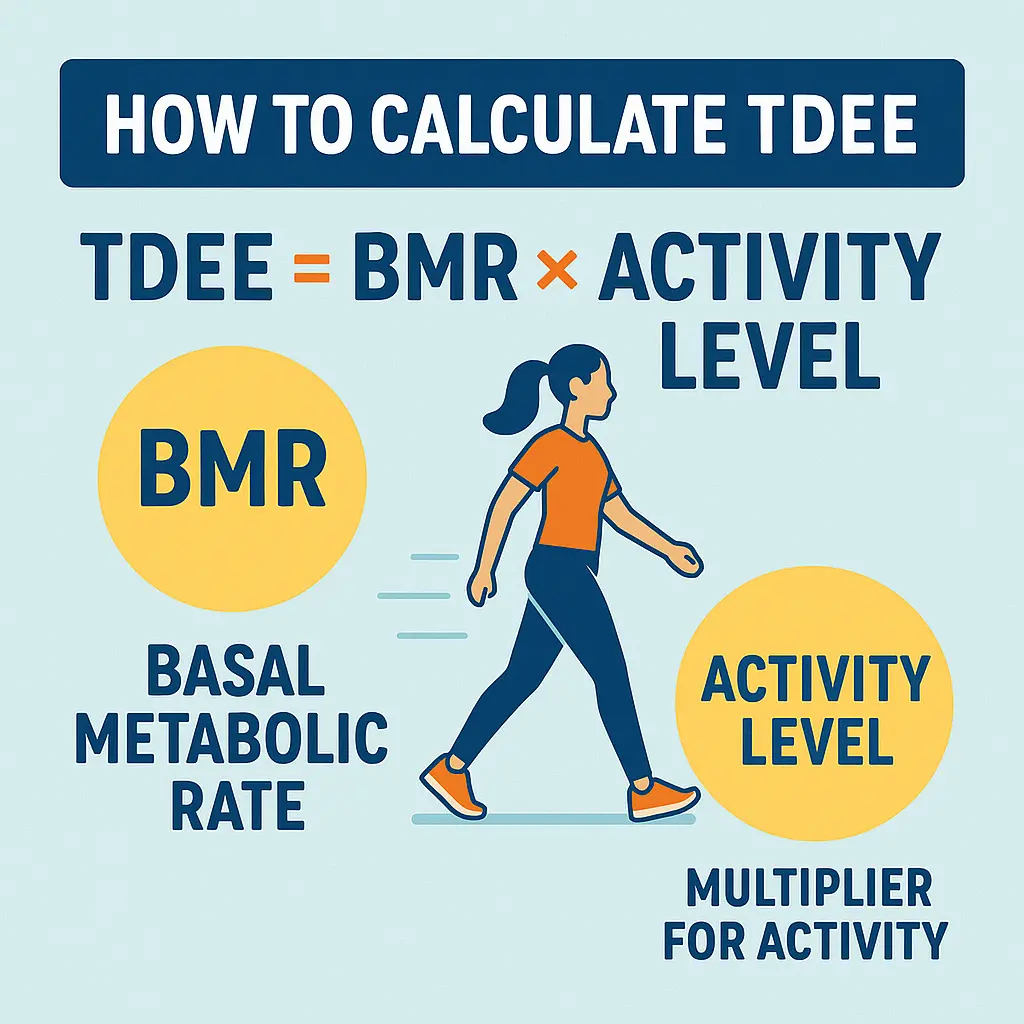 HOW TO CALCULATE TDEE
TDEE = BMR × ACTIVITY
LEVEL
BMR
BASAL
METABOLIC
RATE
ACTIVITY
LEVEL
MULTIPLIER
FOR ACTIVITY